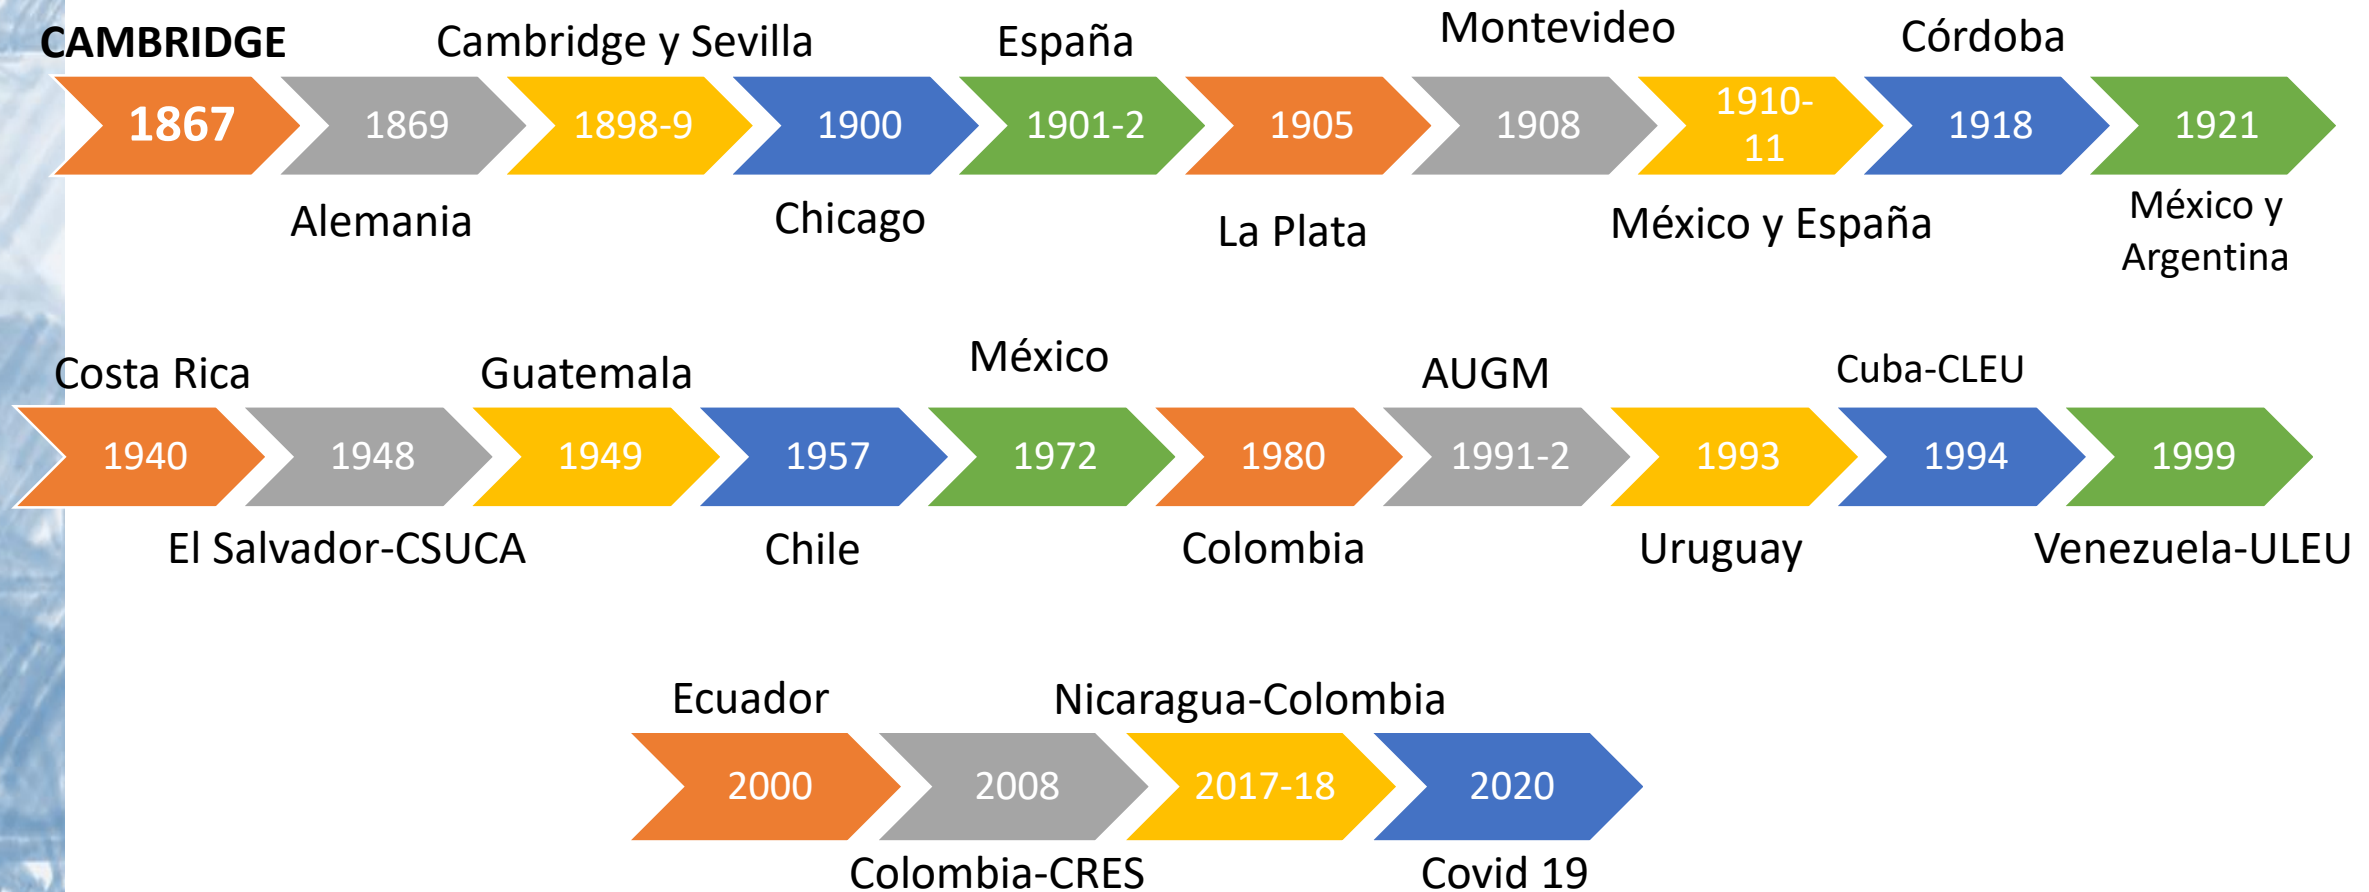 CAMBRIDGE Cambridge y Sevilla España Montevideo Córdoba
1867 1869 1898-9 1900 1901-2 1905 1908 1910-
11 1918 1921
Alemania Chicago La Plata México y España México y
Argentina
Costa Rica Guatemala México AUGM Cuba-CLEU
1940 1948 1949 1957 1972 1980 1991-2 1993 1994 1999
El Salvador-CSUCA Chile Colombia Uruguay Venezuela-ULEU
Ecuador Nicaragua-Colombia
2000 2008 2017-18 2020
Colombia-CRES Covid 19